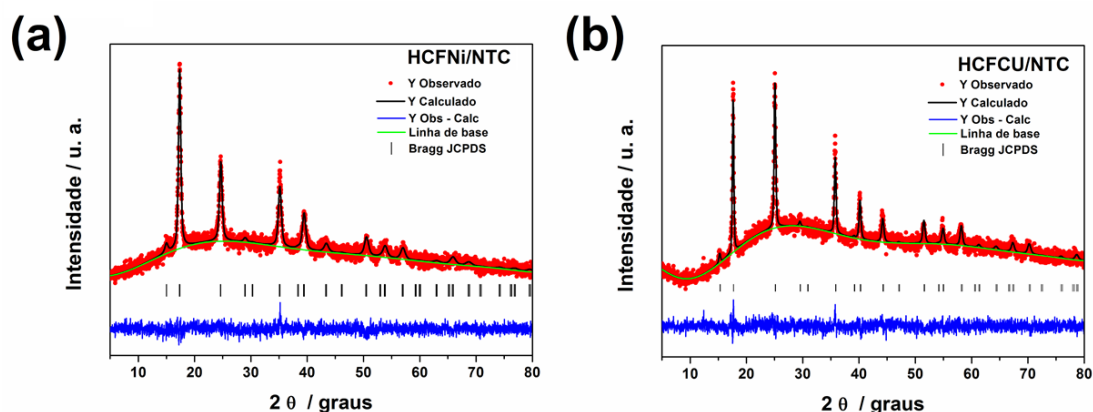 (a)
HCFNi/NTC
Y Observado
Y Calculado
Y Obs - Calc
Linha de base
Bragg JCPDS
Intensidade / u. a.
0 10 20 30 40 50 60 70 80
2 θ / graus
(b)
HCFCU/NTC
Y Observado
Y Calculado
Y Obs - Calc
Linha de base
Bragg JCPDS
Intensidade / u. a.
10 20 30 40 50 60 70 80
2 θ / graus